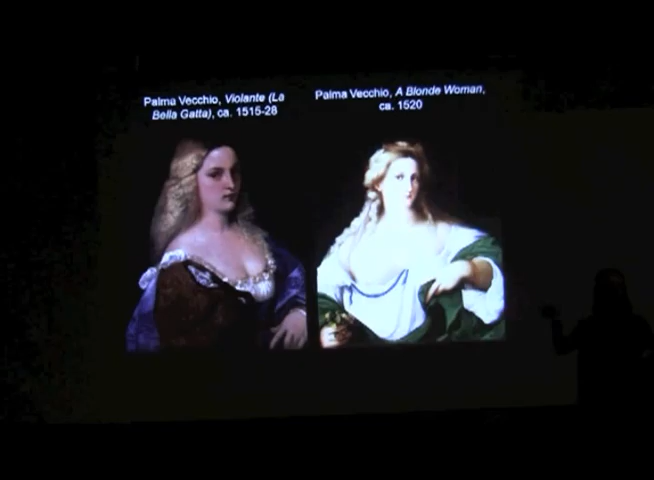 Palma Vecchio, Violante (La
Bella Gatta), ca. 1515-28
Palma Vecchio, A Blonde Woman,
ca. 1520